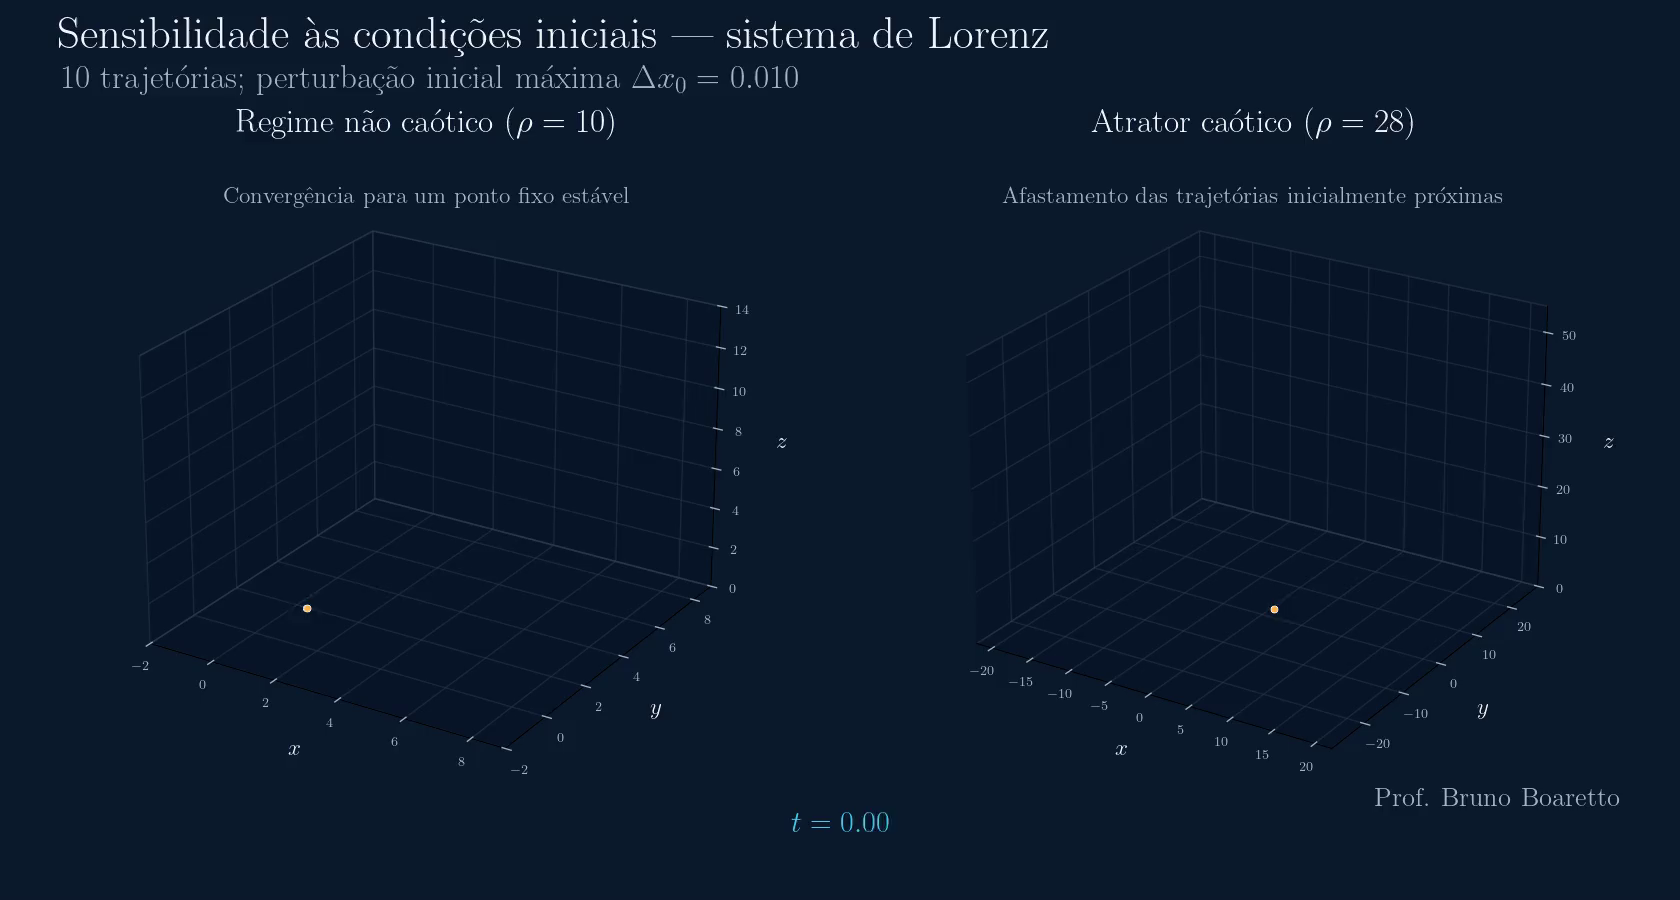 Sensibilidade às condições iniciais — sistema de Lorenz
10 trajetórias; perturbação inicial máxima Δx₀ = 0.010
Regime não caótico (ρ = 10)
Convergência para um ponto fixo estável
14
12
10
8
6
4
2
0
z
−2
0
2
4
6
8
x
−2
0
2
4
6
8
y
Atrator caótico (ρ = 28)
Afastamento das trajetórias inicialmente próximas
50
40
30
20
10
0
z
−20
−15
−10
−5
0
5
10
15
20
x
−20
−10
0
10
20
y
Prof. Bruno Boaretto
t = 0.00